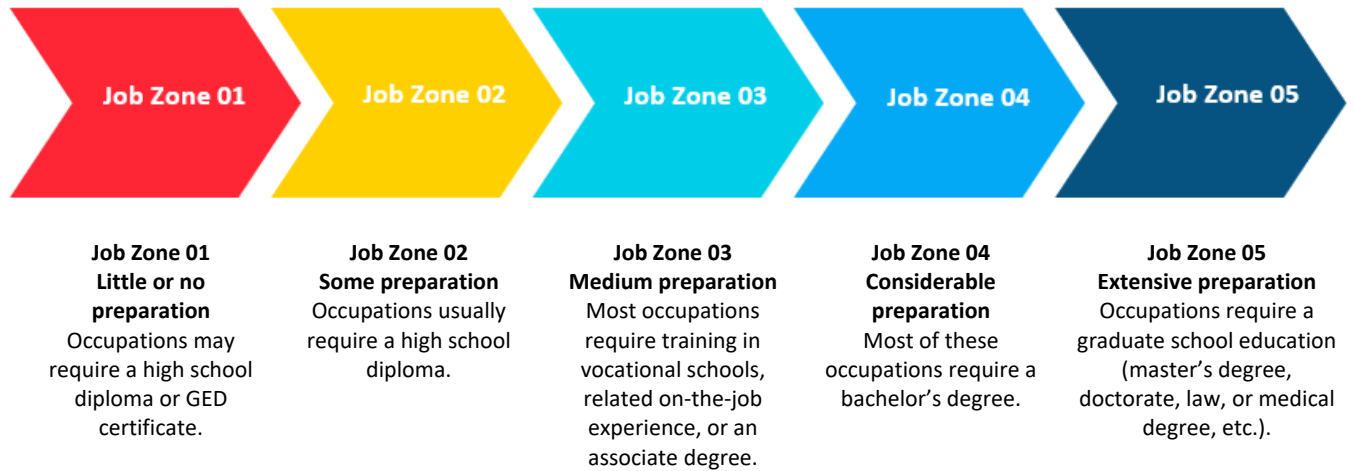 Job Zone 01
Job Zone 02
Job Zone 03
Job Zone 04
Job Zone 05
Job Zone 01
Little or no
preparation
Occupations may
require a high school
diploma or GED
certificate.
Job Zone 02
Some preparation
Occupations usually
require a high school
diploma.
Job Zone 03
Medium preparation
Most occupations
require training in
vocational schools,
related on-the-job
experience, or an
associate degree.
Job Zone 04
Considerable
preparation
Most of these
occupations require a
bachelor’s degree.
Job Zone 05
Extensive preparation
Occupations require a
graduate school education
(master’s degree,
doctorate, law, or medical
degree, etc.).